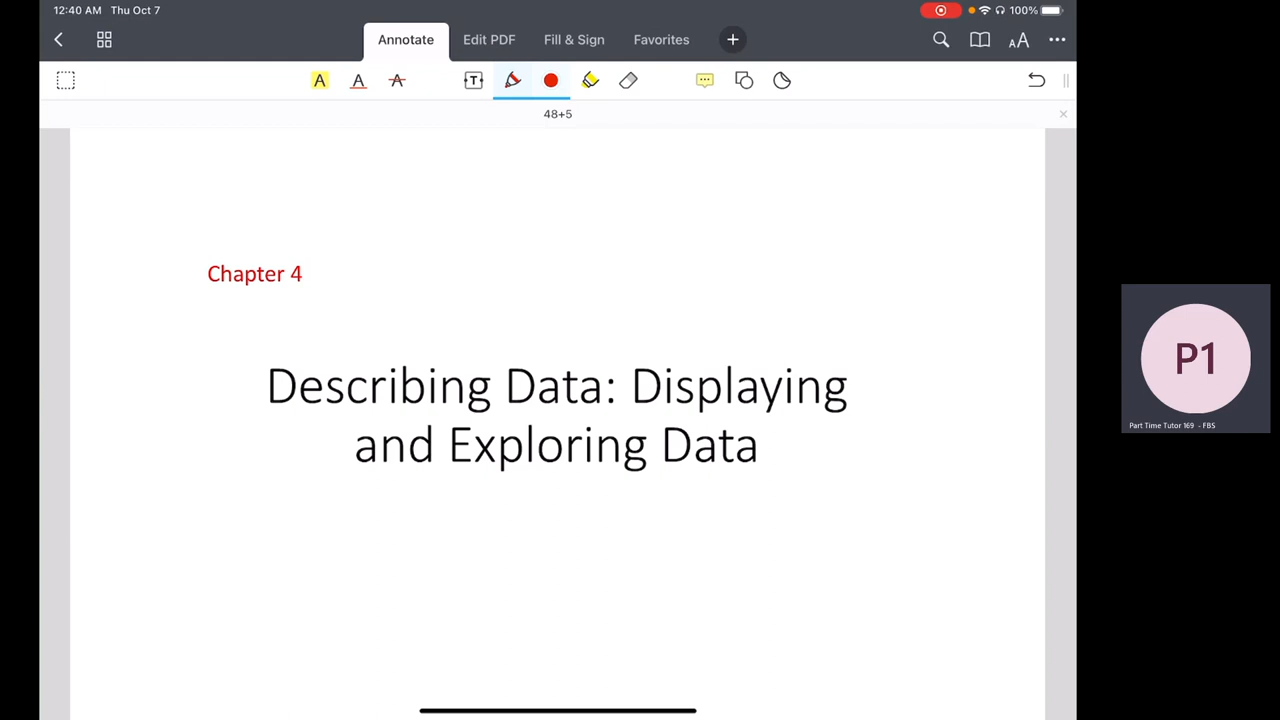 12:40 AM Thu Oct 7
100%
Annotate
Edit PDF
Fill & Sign
Favorites
A
A
A
T
AA
48+5
Chapter 4
Describing Data: Displaying
and Exploring Data
P1
Part Time Tutor 169 - FBS